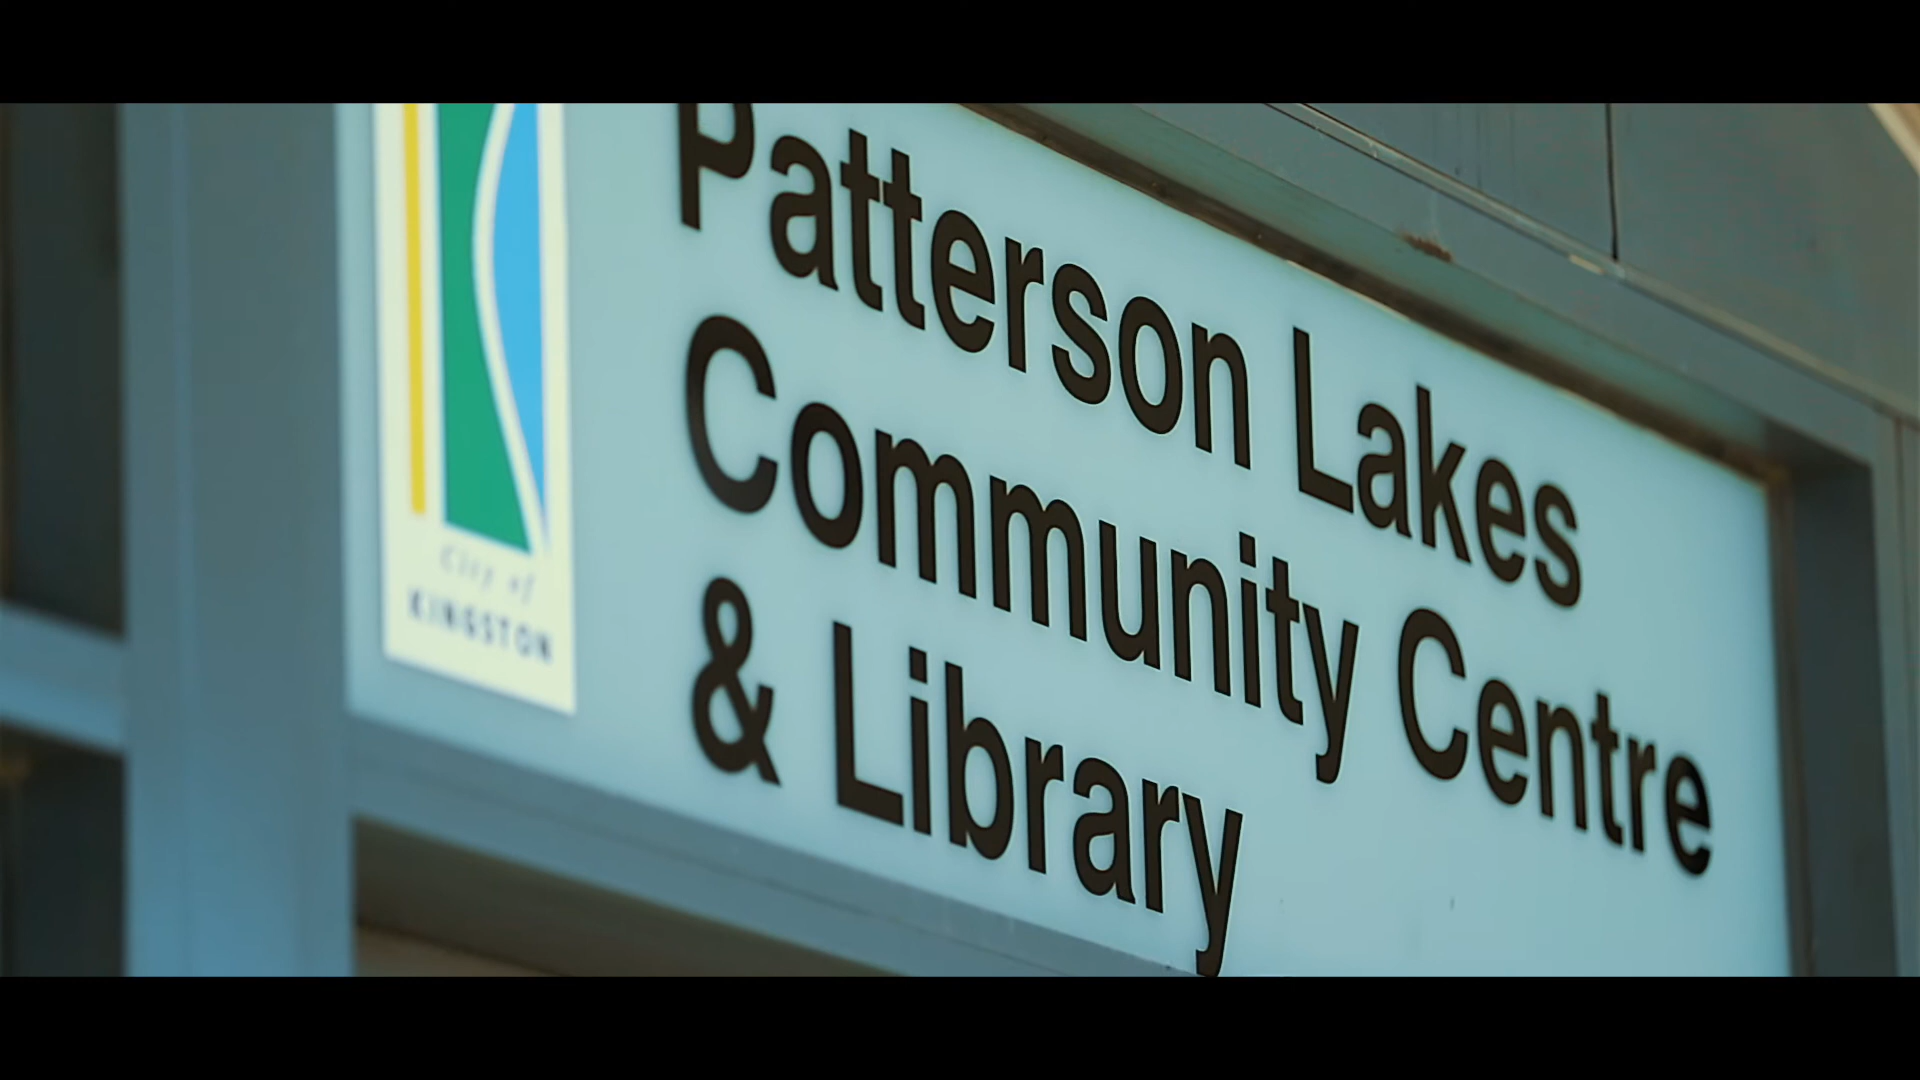 City of
KINGSTON
Patterson Lakes
Community Centre
& Library